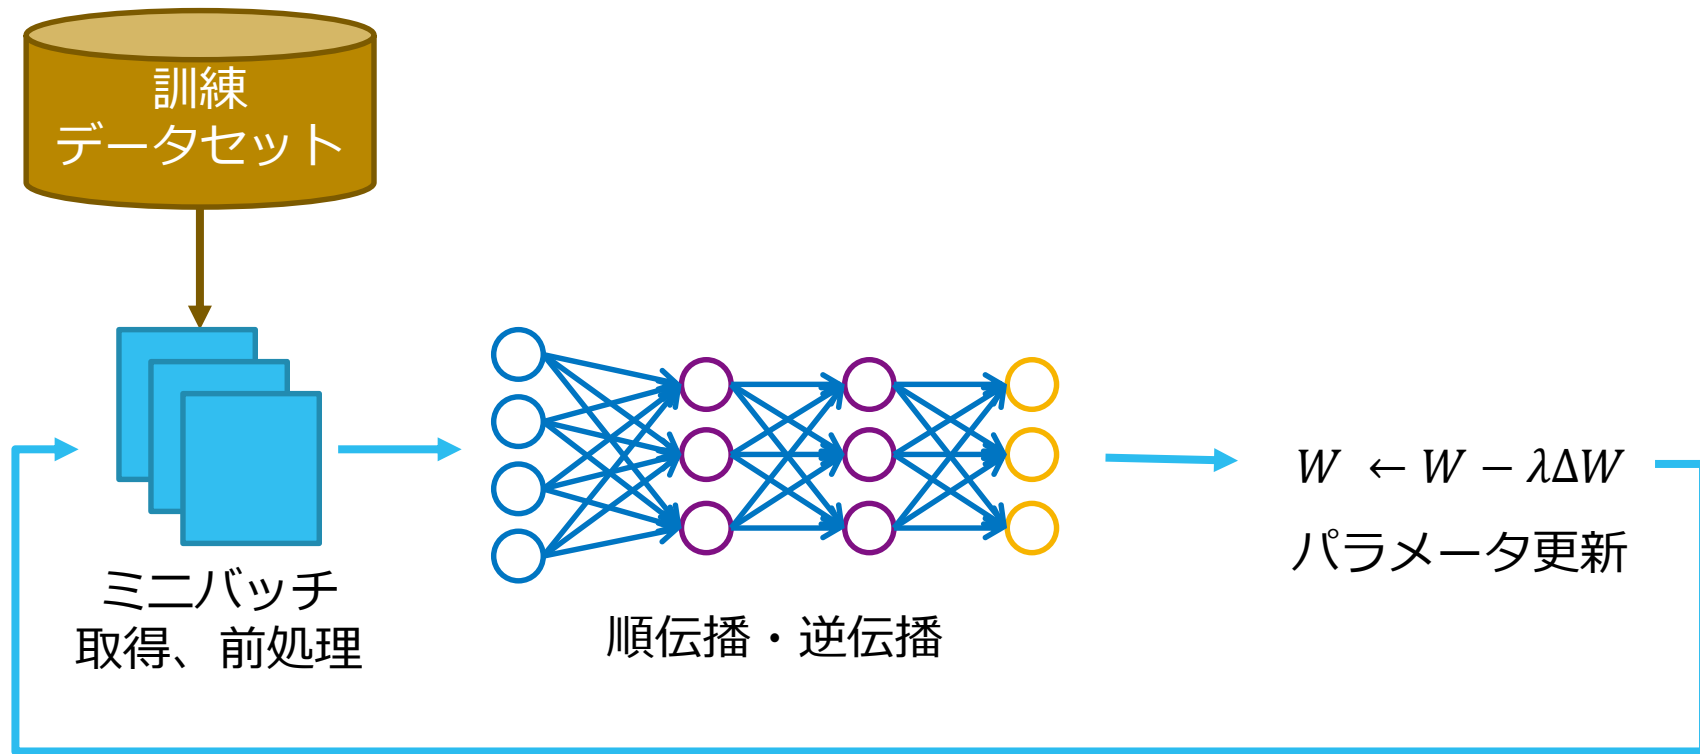 訓練
データセット
ミニバッチ
取得、前処理
順伝播・逆伝播
W ← W − λΔW
パラメータ更新